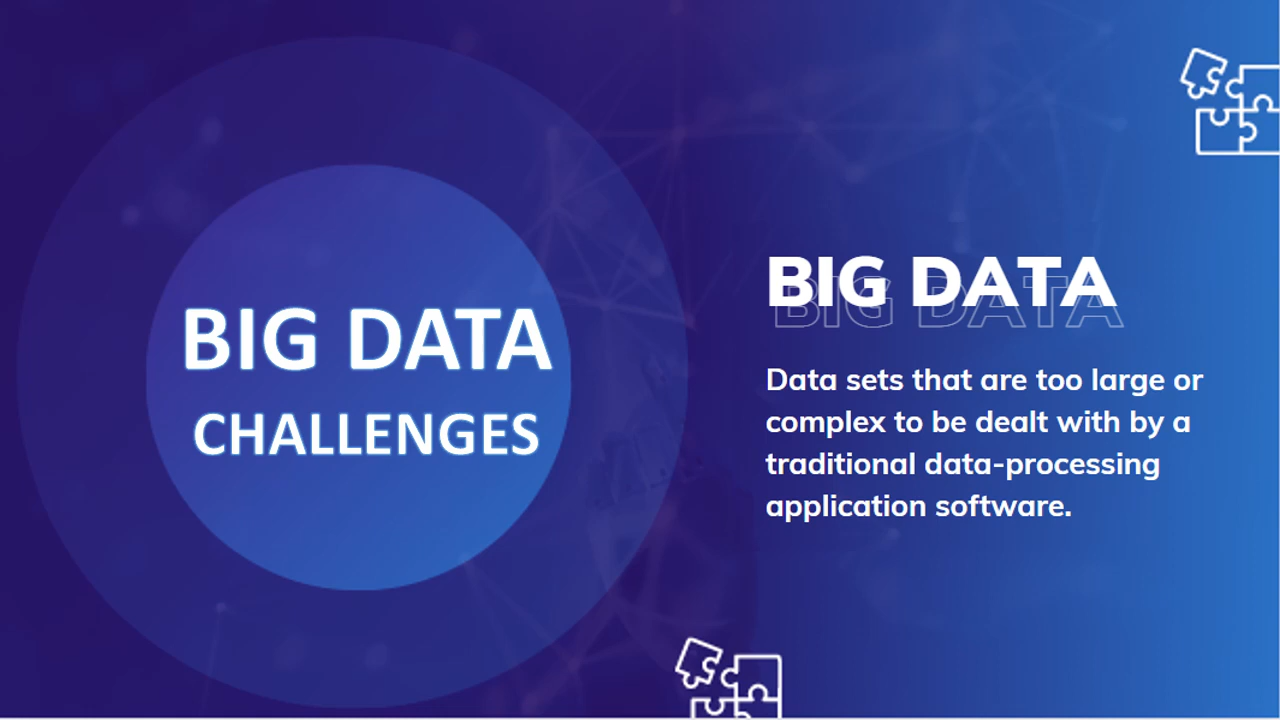 BIG DATA
CHALLENGES
BIG DATA
BIG DATA
Data sets that are too large or
complex to be dealt with by a
traditional data-processing
application software.